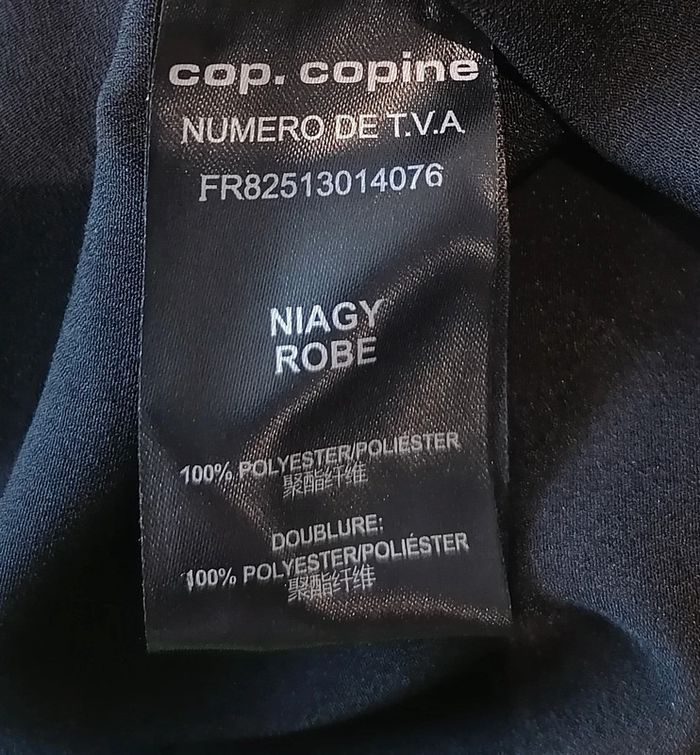 cop. copine
NUMERO DE T.V.A
FR82513014076
NIAGY
ROBE
100% POLYESTER/POLIÉSTER
聚酯纤维
DOUBLURE:
100% POLYESTER/POLIÉSTER
聚酯纤维